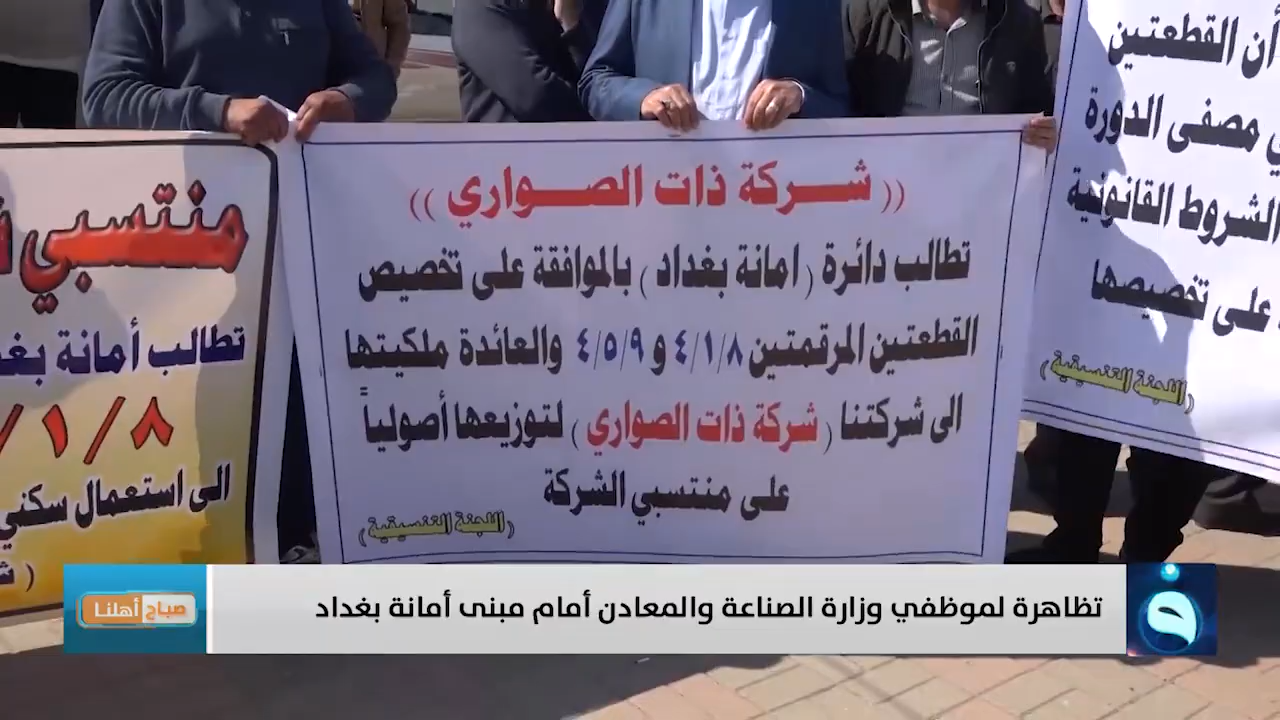 (( شركة ذات الصواري ))
تطالب دائرة ( امانة بغداد ) بالموافقة على تخصيص
القطعتين المرقمتين ٤/١/٨ و ٤/٥/٩ والعائدة ملكيتها
الى شركتنا ( شركة ذات الصواري ) لتوزيعها أصولياً
على منتسبي الشركة
( اللجنة التنسيقية )
أن القطعتين
مصفى الدورة
الشروط القانونية
على تخصيصها
( اللجنة التنسيقية )
منتسبي
تطالب أمانة
/١/٨
الى استعمال سكني
تظاهرة لموظفي وزارة الصناعة والمعادن أمام مبنى أمانة بغداد
صباح أهلنا